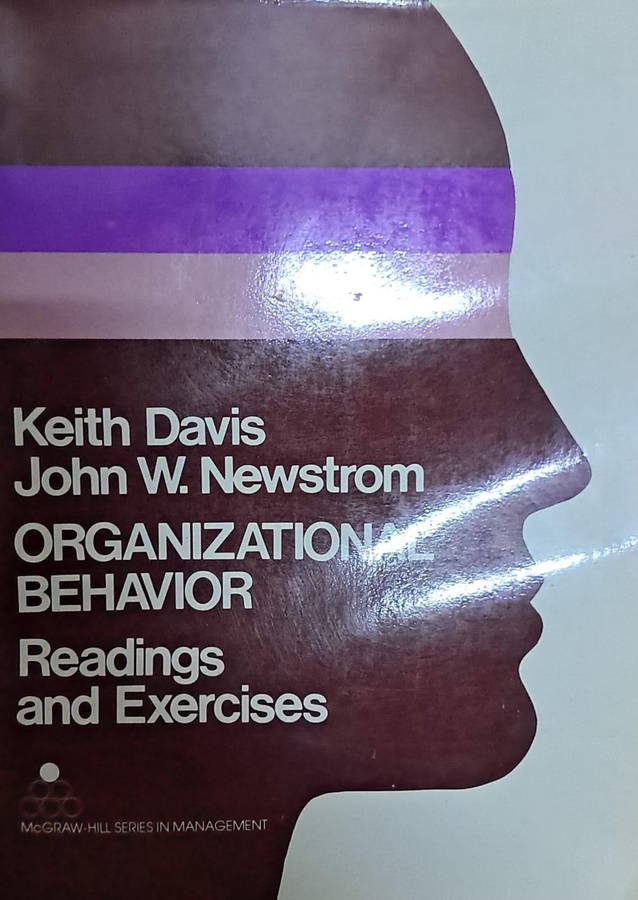 Keith Davis
John W. Newstrom
ORGANIZATIONAL
BEHAVIOR
Readings
and Exercises
McGRAW-HILL SERIES IN MANAGEMENT